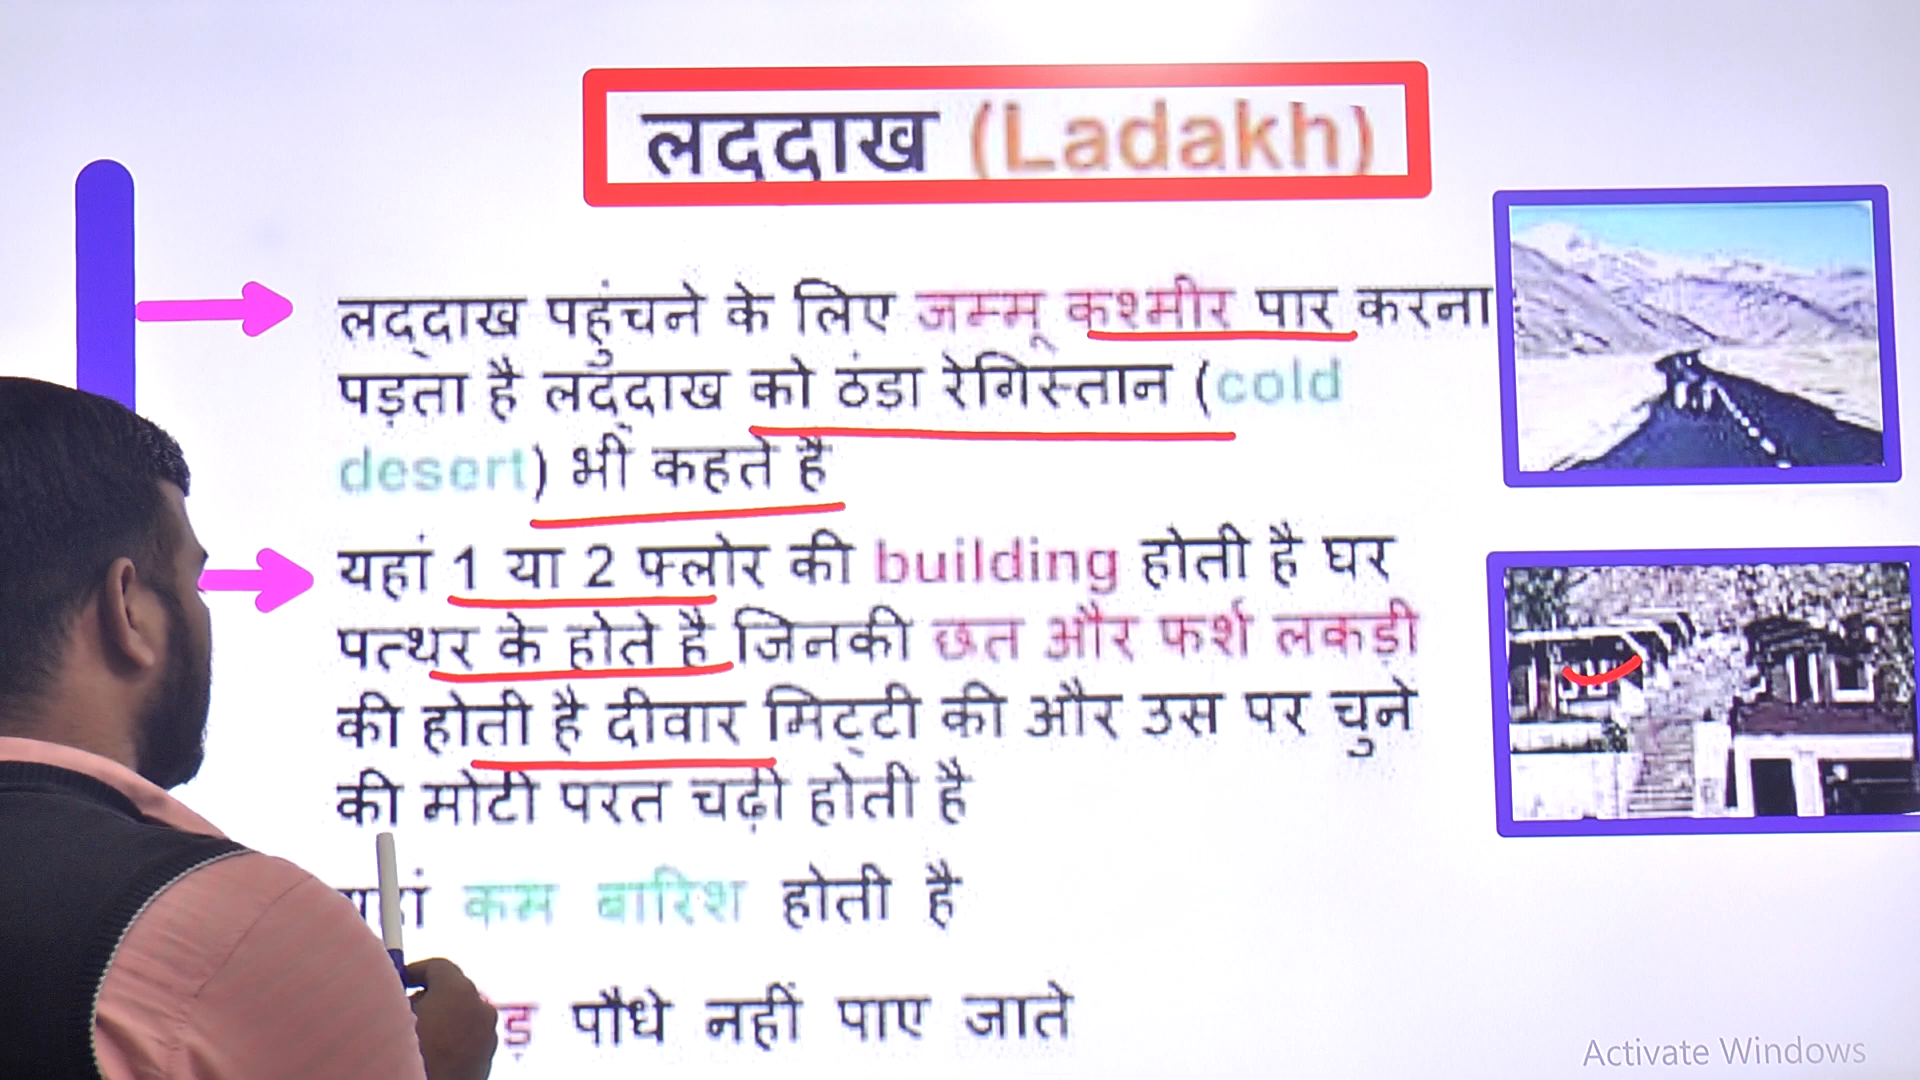 लद्दाख (Ladakh)
लद्दाख पहुंचने के लिए जम्मू कश्मीर पार करना
पड़ता है लद्दाख को ठंडा रेगिस्तान (cold
desert) भी कहते है
यहां 1 या 2 फ्लोर की building होती है घर
पत्थर के होते है जिनकी छत और फर्श लकड़ी
की होती है दीवार मिट्टी की और उस पर चुने
की मोटी परत चढ़ी होती है
कम बारिश होती है
पौधे नहीं पाए जाते
Activate Windows